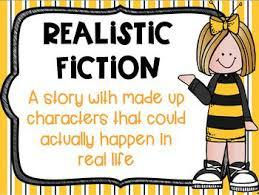 REALISTIC
FICTION
A story with made up
characters that could
actually happen in
real life